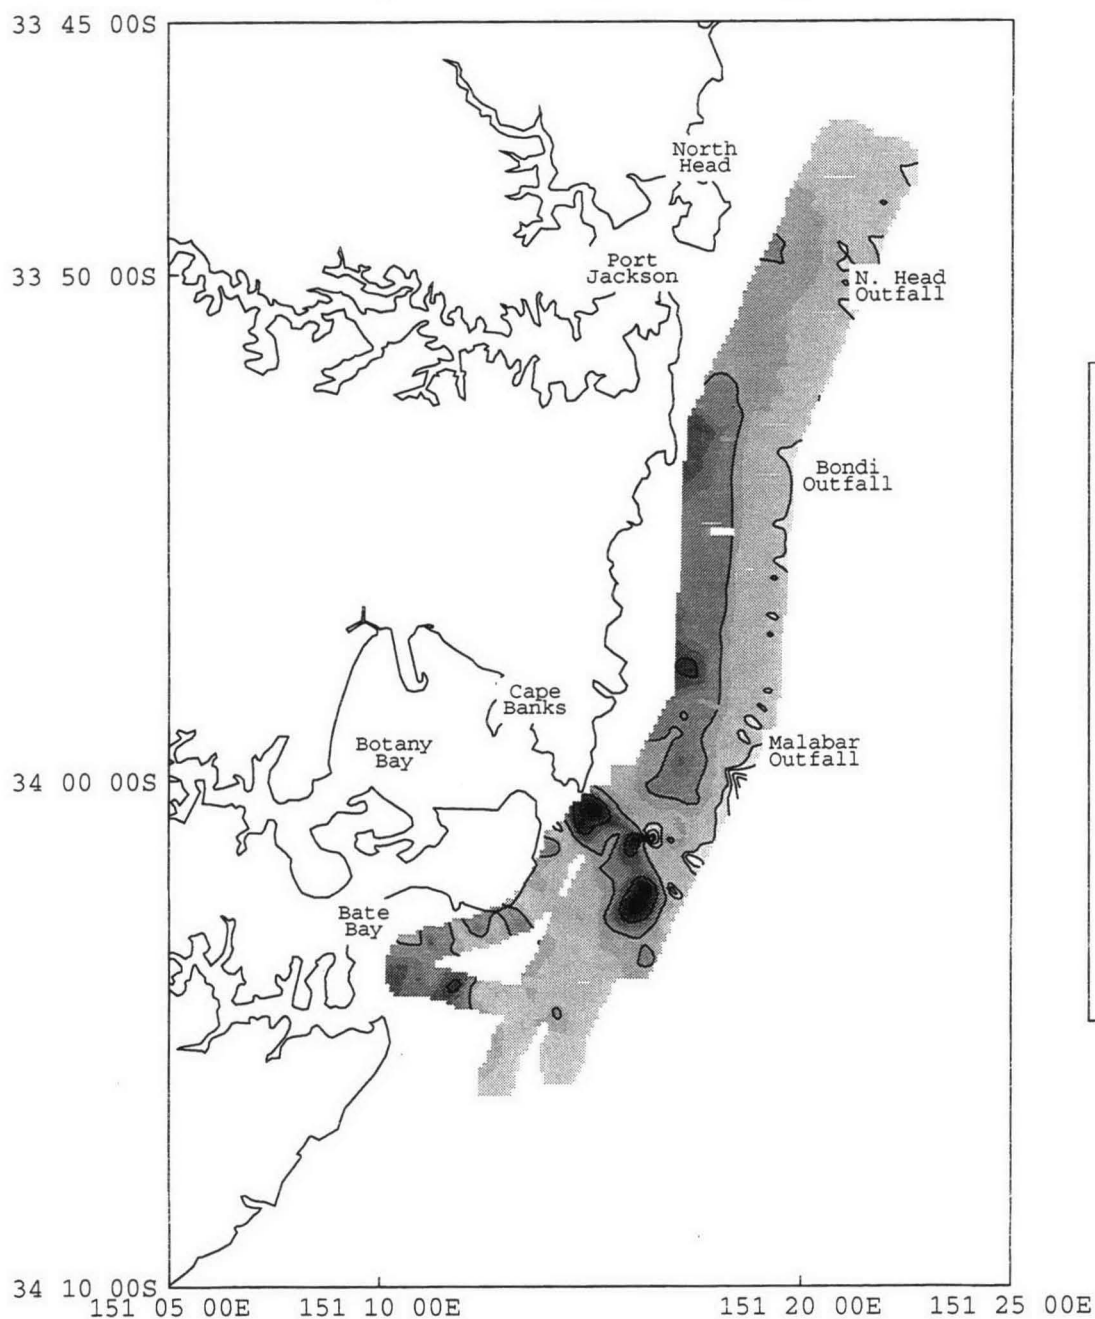 33 45 00S
North
Head
Port
Jackson
33 50 00S
N. Head
Outfall
Bondi
Outfall
Cape
Banks
Botany
Bay
Malabar
Outfall
34 00 00S
Bate
Bay
34 10 00S
151 05 00E
151 10 00E
151 20 00E
151 25 00E